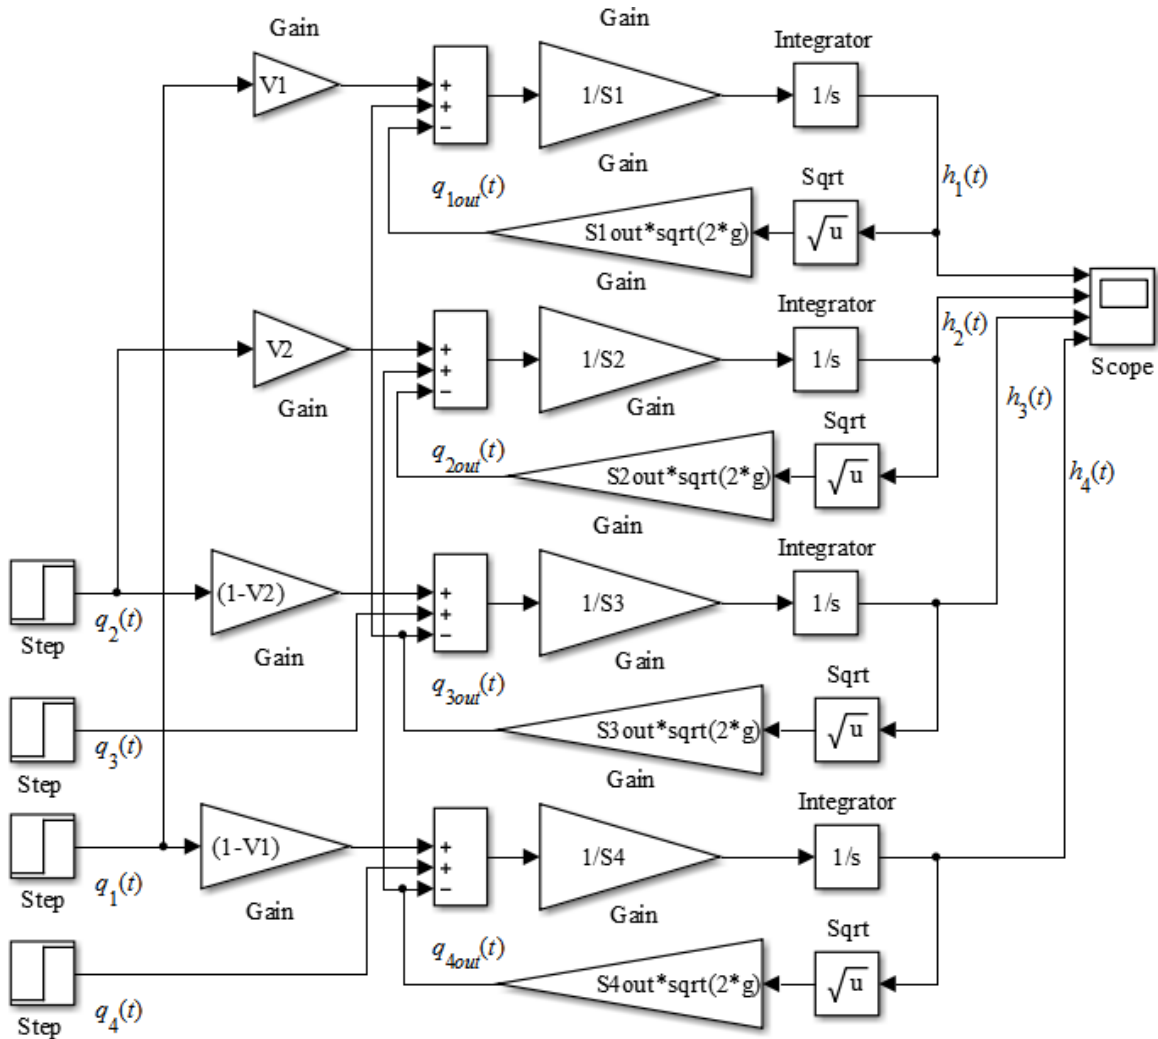 Gain
Gain
Integrator
V1
+
+
−
1/S1
1/s
Gain
Sqrt
h1(t)
q1out(t)
S1out*sqrt(2*g)
√u
Gain
Integrator
V2
+
+
−
1/S2
1/s
h2(t)
Scope
Gain
Gain
Sqrt
h3(t)
q2out(t)
S2out*sqrt(2*g)
√u
h4(t)
Gain
Integrator
(1-V2)
+
+
−
1/S3
1/s
q2(t)
Step
Gain
Gain
Sqrt
q3out(t)
S3out*sqrt(2*g)
√u
q3(t)
Step
Gain
Integrator
(1-V1)
+
+
−
1/S4
1/s
q1(t)
Step
Gain
Gain
Sqrt
q4out(t)
S4out*sqrt(2*g)
√u
q4(t)
Step